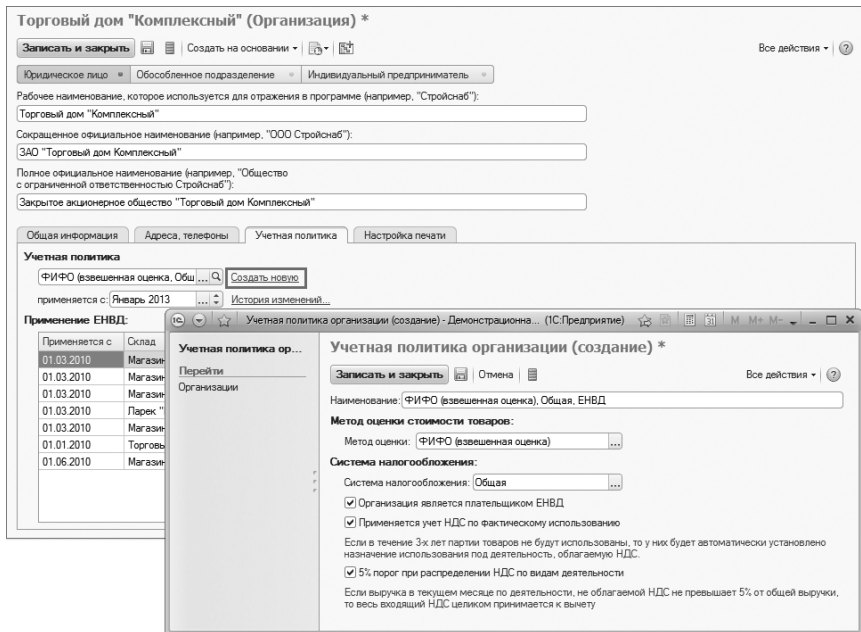 Торговый дом "Комплексный" (Организация) *
Записать и закрыть Создать на основании Все действия
Юридическое лицо Обособленное подразделение Индивидуальный предприниматель
Рабочее наименование, которое используется для отражения в программе (например, "Стройснаб"):
Торговый дом "Комплексный"
Сокращенное официальное наименование (например, "ООО Стройснаб"):
ЗАО "Торговый дом Комплексный"
Полное официальное наименование (например, "Общество
с ограниченной ответственностью Стройснаб"):
Закрытое акционерное общество "Торговый дом Комплексный"
Общая информация Адреса, телефоны Учетная политика Настройка печати
Учетная политика
ФИФО (взвешенная оценка, Общ ... Создать новую
применяется с: Январь 2013 ... История изменений...
Применение ЕНВД:
Применяется с Склад
01.03.2010 Магазин
01.03.2010 Магазин
01.03.2010 Магазин
01.03.2010 Парек "
01.03.2010 Магазин
01.01.2010 Торговы
01.06.2010 Магазин
Учетная политика организации (создание) - Демонстрационна... (1С:Предприятие) M M+ M-
Учетная политика ор...
Перейти
Организации
Учетная политика организации (создание) *
Записать и закрыть Отмена Все действия
Наименование: ФИФО (взвешенная оценка), Общая, ЕНВД
Метод оценки стоимости товаров:
Метод оценки: ФИФО (взвешенная оценка) ...
Система налогообложения:
Система налогообложения: Общая ...
Организация является плательщиком ЕНВД
Применяется учет НДС по фактическому использованию
Если в течение 3-х лет партии товаров не будут использованы, то у них будет автоматически установлено
назначение использования под деятельность, облагаемую НДС.
5% порог при распределении НДС по видам деятельности
Если выручка в текущем месяце по деятельности, не облагаемой НДС не превышает 5% от общей выручки,
то весь входящий НДС целиком принимается к вычету